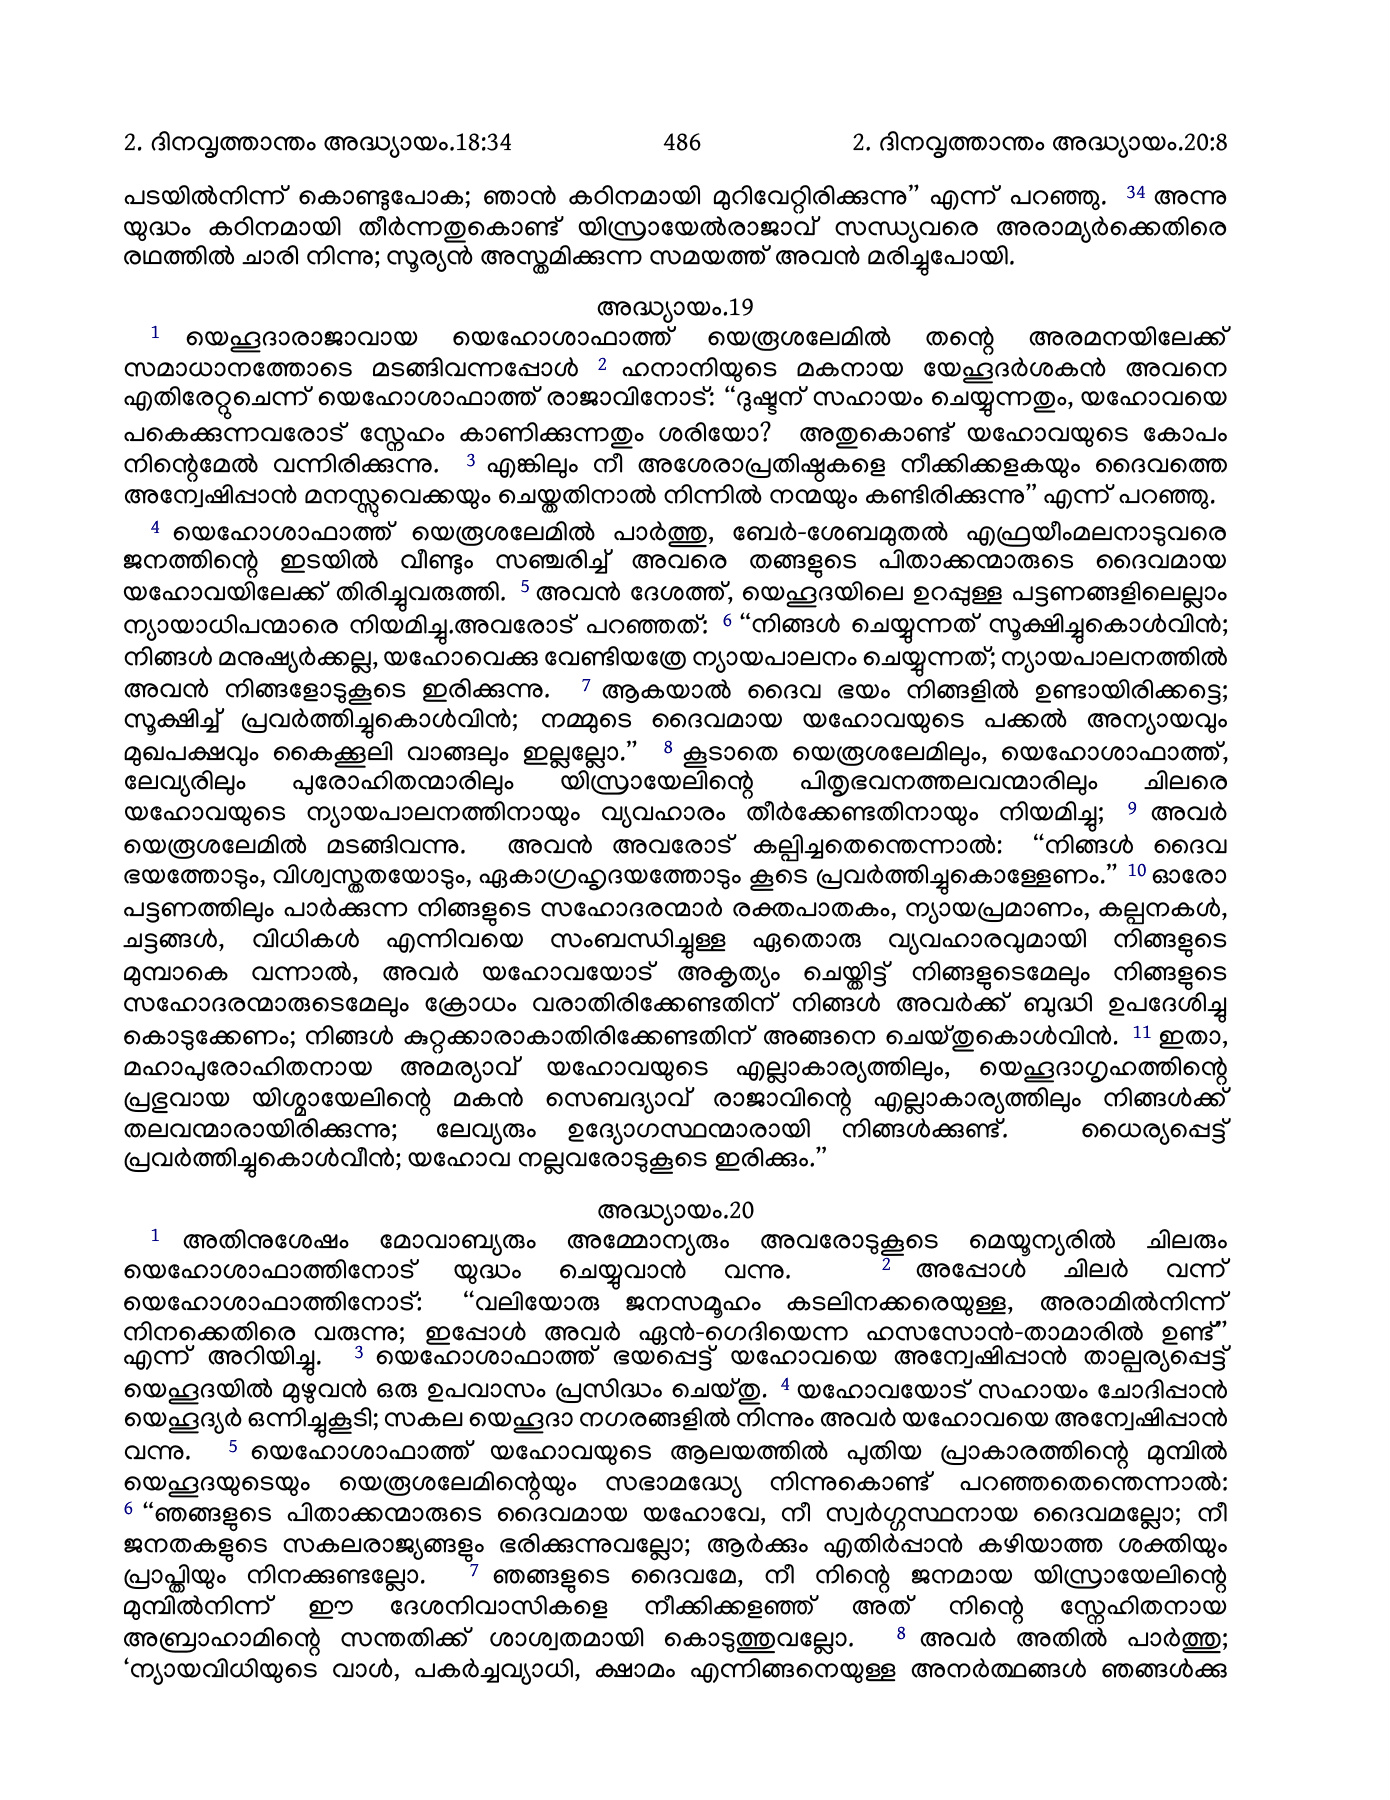 2. ദിനവൃത്താന്തം അദ്ധ്യായം.18:34 486 2. ദിനവൃത്താന്തം അദ്ധ്യായം.20:8
പടയിൽനിന്ന് കൊണ്ടുപോക; ഞാൻ കഠിനമായി മുറിവേറ്റിരിക്കുന്നു” എന്ന് പറഞ്ഞു. 34 അന്നു
യുദ്ധം കഠിനമായി തീർന്നതുകൊണ്ട് യിസ്രായേൽരാജാവ് സന്ധ്യവരെ അരാമ്യർക്കെതിരെ
രഥത്തിൽ ചാരി നിന്നു; സൂര്യൻ അസ്തമിക്കുന്ന സമയത്ത് അവൻ മരിച്ചുപോയി.
അദ്ധ്യായം.19
1 യെഹൂദാരാജാവായ യെഹോശാഫാത്ത് യെരൂശലേമിൽ തന്റെ അരമനയിലേക്ക്
സമാധാനത്തോടെ മടങ്ങിവന്നപ്പോൾ 2 ഹനാനിയുടെ മകനായ യേഹൂദർശകൻ അവനെ
എതിരേറ്റുചെന്ന് യെഹോശാഫാത്ത് രാജാവിനോട്: “ദുഷ്ടന് സഹായം ചെയ്യുന്നതും, യഹോവയെ
പകെക്കുന്നവരോട് സ്നേഹം കാണിക്കുന്നതും ശരിയോ? അതുകൊണ്ട് യഹോവയുടെ കോപം
നിന്റെമേൽ വന്നിരിക്കുന്നു. 3 എങ്കിലും നീ അശേരാപ്രതിഷ്ഠകളെ നീക്കിക്കളകയും ദൈവത്തെ
അന്വേഷിപ്പാൻ മനസ്സുവെക്കയും ചെയ്തതിനാൽ നിന്നിൽ നന്മയും കണ്ടിരിക്കുന്നു” എന്ന് പറഞ്ഞു.
4 യെഹോശാഫാത്ത് യെരൂശലേമിൽ പാർത്തു, ബേർ-ശേബമുതൽ എഫ്രയീംമലനാടുവരെ
ജനത്തിന്റെ ഇടയിൽ വീണ്ടും സഞ്ചരിച്ച് അവരെ തങ്ങളുടെ പിതാക്കന്മാരുടെ ദൈവമായ
യഹോവയിലേക്ക് തിരിച്ചുവരുത്തി. 5 അവൻ ദേശത്ത്, യെഹൂദയിലെ ഉറപ്പുള്ള പട്ടണങ്ങളിലെല്ലാം
ന്യായാധിപന്മാരെ നിയമിച്ചു.അവരോട് പറഞ്ഞത്: 6 “നിങ്ങൾ ചെയ്യുന്നത് സൂക്ഷിച്ചുകൊൾവിൻ;
നിങ്ങൾ മനുഷ്യർക്കല്ല, യഹോവെക്കു വേണ്ടിയത്രേ ന്യായപാലനം ചെയ്യുന്നത്; ന്യായപാലനത്തിൽ
അവൻ നിങ്ങളോടുകൂടെ ഇരിക്കുന്നു. 7 ആകയാൽ ദൈവ ഭയം നിങ്ങളിൽ ഉണ്ടായിരിക്കട്ടെ;
സൂക്ഷിച്ച് പ്രവർത്തിച്ചുകൊൾവിൻ; നമ്മുടെ ദൈവമായ യഹോവയുടെ പക്കൽ അന്യായവും
മുഖപക്ഷവും കൈക്കൂലി വാങ്ങലും ഇല്ലല്ലോ.” 8 കൂടാതെ യെരൂശലേമിലും, യെഹോശാഫാത്ത്,
ലേവ്യരിലും പുരോഹിതന്മാരിലും യിസ്രായേലിന്റെ പിതൃഭവനത്തലവന്മാരിലും ചിലരെ
യഹോവയുടെ ന്യായപാലനത്തിനായും വ്യവഹാരം തീർക്കേണ്ടതിനായും നിയമിച്ചു; 9 അവർ
യെരൂശലേമിൽ മടങ്ങിവന്നു. അവൻ അവരോട് കല്പിച്ചതെന്തെന്നാൽ: “നിങ്ങൾ ദൈവ
ഭയത്തോടും, വിശ്വസ്തതയോടും, ഏകാഗ്രഹൃദയത്തോടും കൂടെ പ്രവർത്തിച്ചുകൊള്ളേണം.” 10 ഓരോ
പട്ടണത്തിലും പാർക്കുന്ന നിങ്ങളുടെ സഹോദരന്മാർ രക്തപാതകം, ന്യായപ്രമാണം, കല്പനകൾ,
ചട്ടങ്ങൾ, വിധികൾ എന്നിവയെ സംബന്ധിച്ചുള്ള ഏതൊരു വ്യവഹാരവുമായി നിങ്ങളുടെ
മുമ്പാകെ വന്നാൽ, അവർ യഹോവയോട് അകൃത്യം ചെയ്തിട്ട് നിങ്ങളുടെമേലും നിങ്ങളുടെ
സഹോദരന്മാരുടെമേലും ക്രോധം വരാതിരിക്കേണ്ടതിന് നിങ്ങൾ അവർക്ക് ബുദ്ധി ഉപദേശിച്ചു
കൊടുക്കേണം; നിങ്ങൾ കുറ്റക്കാരാകാതിരിക്കേണ്ടതിന് അങ്ങനെ ചെയ്തുകൊൾവിൻ. 11 ഇതാ,
മഹാപുരോഹിതനായ അമര്യാവ് യഹോവയുടെ എല്ലാകാര്യത്തിലും, യെഹൂദാഗൃഹത്തിന്റെ
പ്രഭുവായ യിശ്മായേലിന്റെ മകൻ സെബദ്യാവ് രാജാവിന്റെ എല്ലാകാര്യത്തിലും നിങ്ങൾക്ക്
തലവന്മാരായിരിക്കുന്നു; ലേവ്യരും ഉദ്യോഗസ്ഥന്മാരായി നിങ്ങൾക്കുണ്ട്. ധൈര്യപ്പെട്ട്
പ്രവർത്തിച്ചുകൊൾവീൻ; യഹോവ നല്ലവരോടുകൂടെ ഇരിക്കും.”
അദ്ധ്യായം.20
1 അതിനുശേഷം മോവാബ്യരും അമ്മോന്യരും അവരോടുകൂടെ മെയൂന്യരിൽ ചിലരും
യെഹോശാഫാത്തിനോട് യുദ്ധം ചെയ്യുവാൻ വന്നു. 2 അപ്പോൾ ചിലർ വന്ന്
യെഹോശാഫാത്തിനോട്: “വലിയോരു ജനസമൂഹം കടലിനക്കരെയുള്ള, അരാമിൽനിന്ന്
നിനക്കെതിരെ വരുന്നു; ഇപ്പോൾ അവർ ഏൻ-ഗെദിയെന്ന ഹസസോൻ-താമാരിൽ ഉണ്ട്”
എന്ന് അറിയിച്ചു. 3 യെഹോശാഫാത്ത് ഭയപ്പെട്ട് യഹോവയെ അന്വേഷിപ്പാൻ താല്പര്യപ്പെട്ട്
യെഹൂദയിൽ മുഴുവൻ ഒരു ഉപവാസം പ്രസിദ്ധം ചെയ്തു. 4 യഹോവയോട് സഹായം ചോദിപ്പാൻ
യെഹൂദ്യർ ഒന്നിച്ചുകൂടി; സകല യെഹൂദാ നഗരങ്ങളിൽ നിന്നും അവർ യഹോവയെ അന്വേഷിപ്പാൻ
വന്നു. 5 യെഹോശാഫാത്ത് യഹോവയുടെ ആലയത്തിൽ പുതിയ പ്രാകാരത്തിന്റെ മുമ്പിൽ
യെഹൂദയുടെയും യെരൂശലേമിന്റെയും സഭാമദ്ധ്യേ നിന്നുകൊണ്ട് പറഞ്ഞതെന്തെന്നാൽ:
6 “ഞങ്ങളുടെ പിതാക്കന്മാരുടെ ദൈവമായ യഹോവേ, നീ സ്വർഗ്ഗസ്ഥനായ ദൈവമല്ലോ; നീ
ജനതകളുടെ സകലരാജ്യങ്ങളും ഭരിക്കുന്നുവല്ലോ; ആർക്കും എതിർപ്പാൻ കഴിയാത്ത ശക്തിയും
പ്രാപ്തിയും നിനക്കുണ്ടല്ലോ. 7 ഞങ്ങളുടെ ദൈവമേ, നീ നിന്റെ ജനമായ യിസ്രായേലിന്റെ
മുമ്പിൽനിന്ന് ഈ ദേശനിവാസികളെ നീക്കിക്കളഞ്ഞ് അത് നിന്റെ സ്നേഹിതനായ
അബ്രാഹാമിന്റെ സന്തതിക്ക് ശാശ്വതമായി കൊടുത്തുവല്ലോ. 8 അവർ അതിൽ പാർത്തു;
‘ന്യായവിധിയുടെ വാൾ, പകർച്ചവ്യാധി, ക്ഷാമം എന്നിങ്ങനെയുള്ള അനർത്ഥങ്ങൾ ഞങ്ങൾക്കു